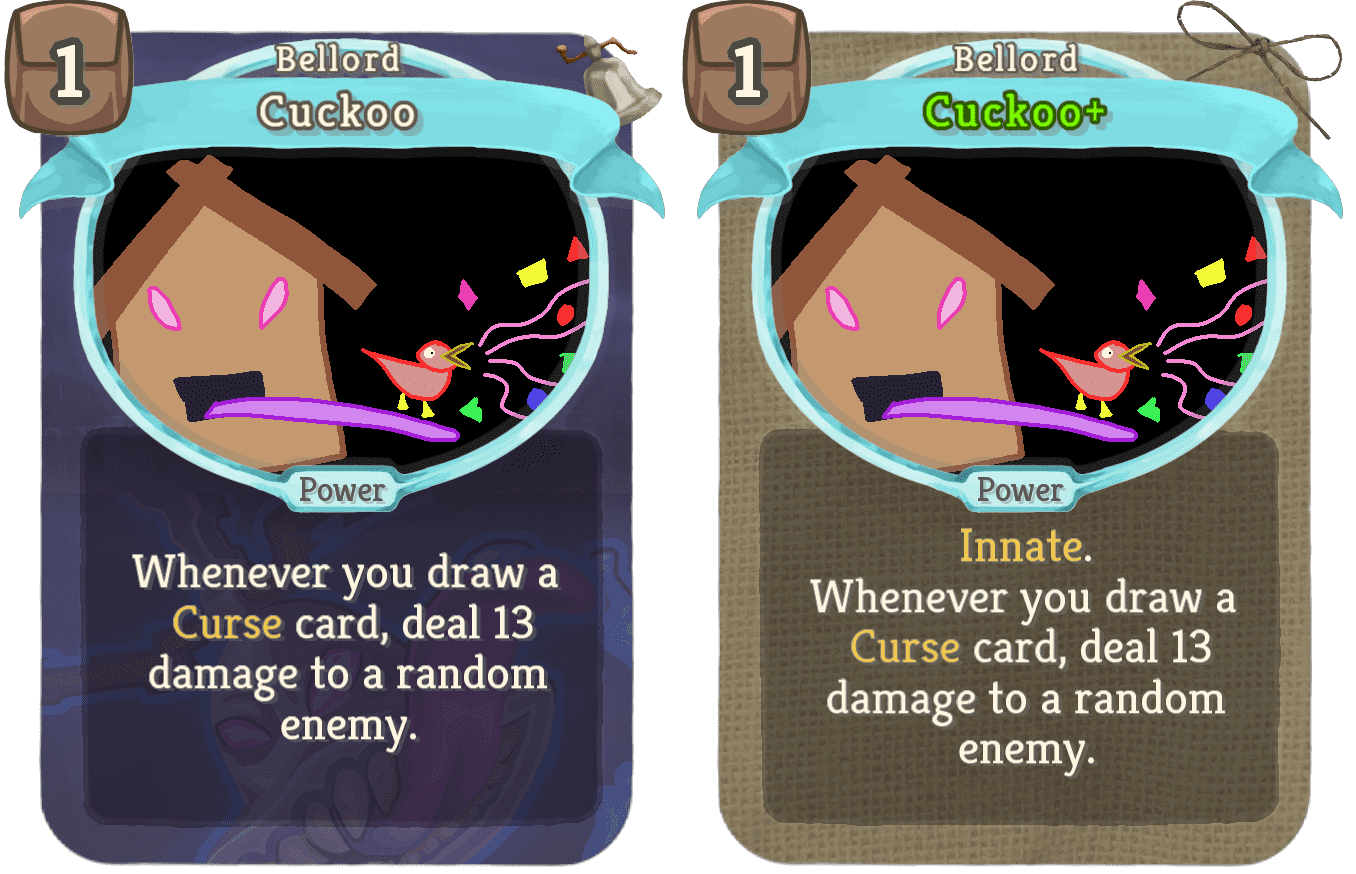 1
Bellord
Cuckoo
Power
Whenever you draw a
Curse card, deal 13
damage to a random
enemy.
1
Bellord
Cuckoo+
Power
Innate.
Whenever you draw a
Curse card, deal 13
damage to a random
enemy.